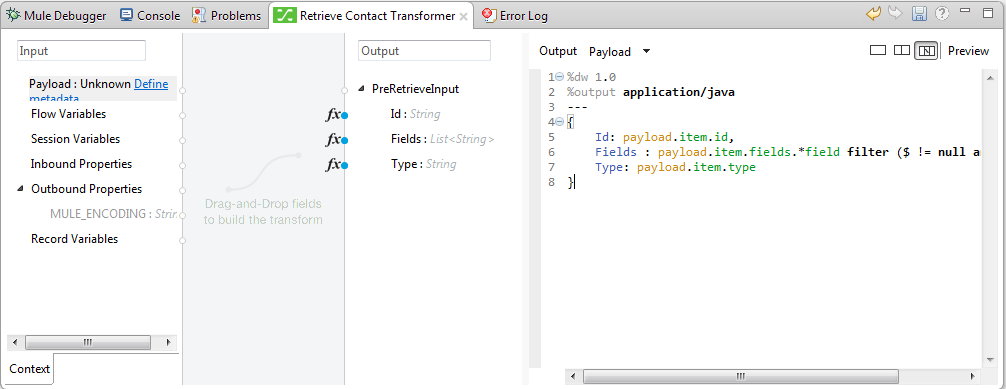 Mule Debugger Console Problems Retrieve Contact Transformer Error Log
Input
Payload : Unknown Define
metadata
Flow Variables
Session Variables
Inbound Properties
Outbound Properties
MULE_ENCODING : Strin
Record Variables
Context
Drag-and-Drop fields
to build the transform
Output
PreRetrieveInput
fx Id : String
fx Fields : List<String>
fx Type : String
Output Payload Preview
1 %dw 1.0
2 %output application/java
3 ---
4 {
5 Id: payload.item.id,
6 Fields : payload.item.fields.*field filter ($ != null a
7 Type: payload.item.type
8 }